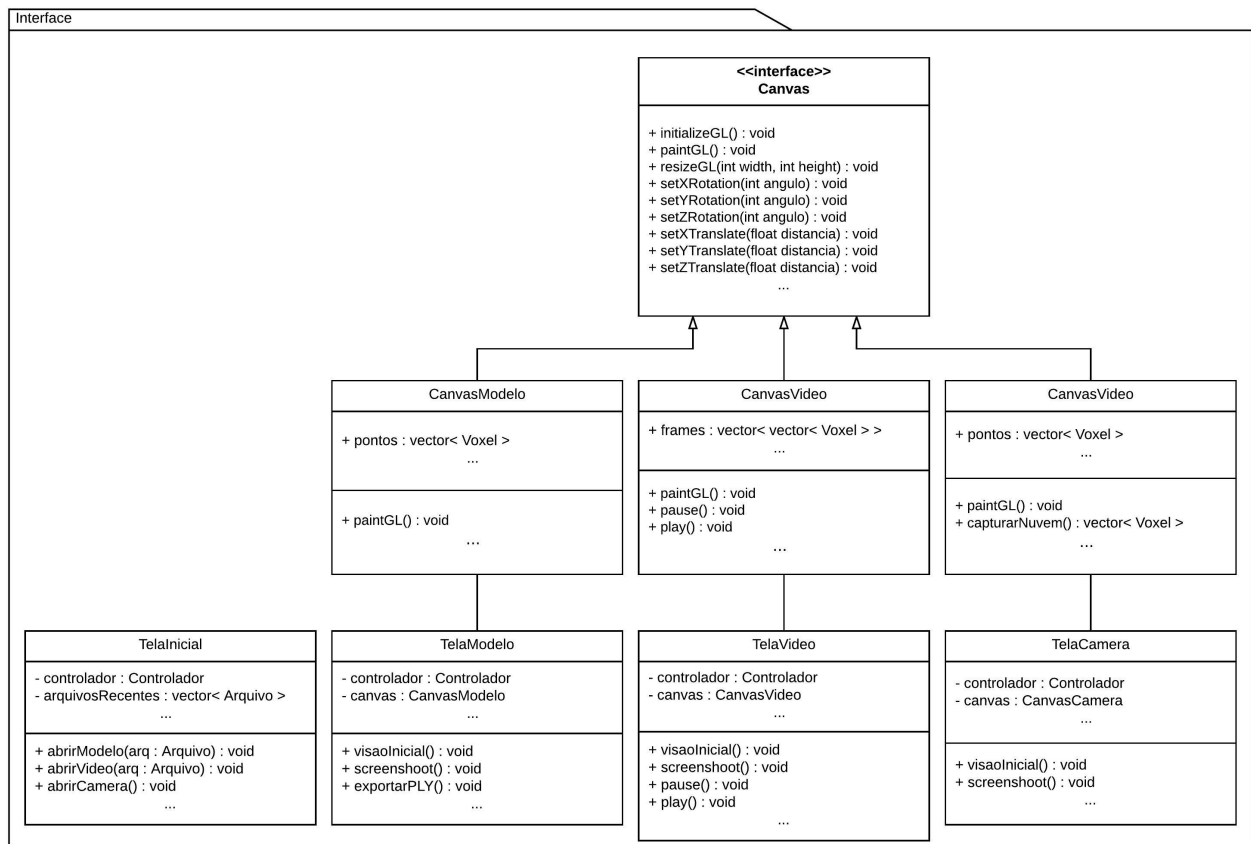 Interface
<<interface>>
Canvas
+ initializeGL() : void
+ paintGL() : void
+ resizeGL(int width, int height) : void
+ setXRotation(int angulo) : void
+ setYRotation(int angulo) : void
+ setZRotation(int angulo) : void
+ setXTranslate(float distancia) : void
+ setYTranslate(float distancia) : void
+ setZTranslate(float distancia) : void
...
CanvasModelo
+ pontos : vector< Voxel >
...
+ paintGL() : void
...
CanvasVideo
+ frames : vector< vector< Voxel > >
...
+ paintGL() : void
+ pause() : void
+ play() : void
...
CanvasVideo
+ pontos : vector< Voxel >
...
+ paintGL() : void
+ capturarNuvem() : vector< Voxel >
...
TelaInicial
- controlador : Controlador
- arquivosRecentes : vector< Arquivo >
...
+ abrirModelo(arq : Arquivo) : void
+ abrirVideo(arq : Arquivo) : void
+ abrirCamera() : void
...
TelaModelo
- controlador : Controlador
- canvas : CanvasModelo
...
+ visaoInicial() : void
+ screenshoot() : void
+ exportarPLY() : void
...
TelaVideo
- controlador : Controlador
- canvas : CanvasVideo
...
+ visaoInicial() : void
+ screenshoot() : void
+ pause() : void
+ play() : void
...
TelaCamera
- controlador : Controlador
- canvas : CanvasCamera
...
+ visaoInicial() : void
+ screenshoot() : void
...